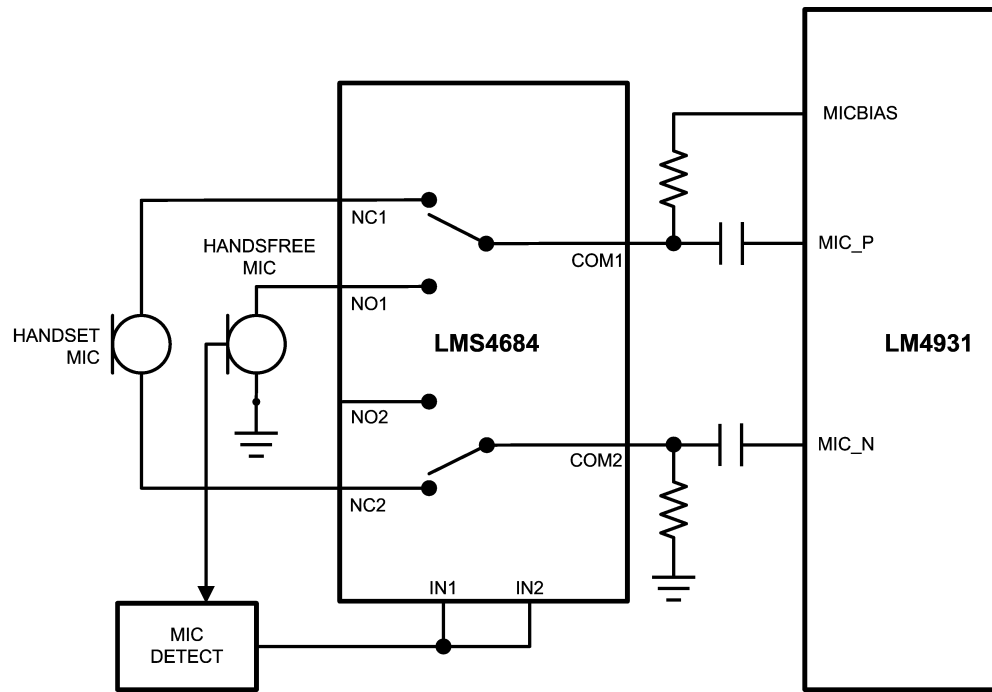 MICBIAS
NC1
HANDSFREE
MIC
COM1
MIC_P
NO1
HANDSET
MIC
LMS4684
LM4931
NO2
COM2
MIC_N
NC2
IN1
IN2
MIC
DETECT